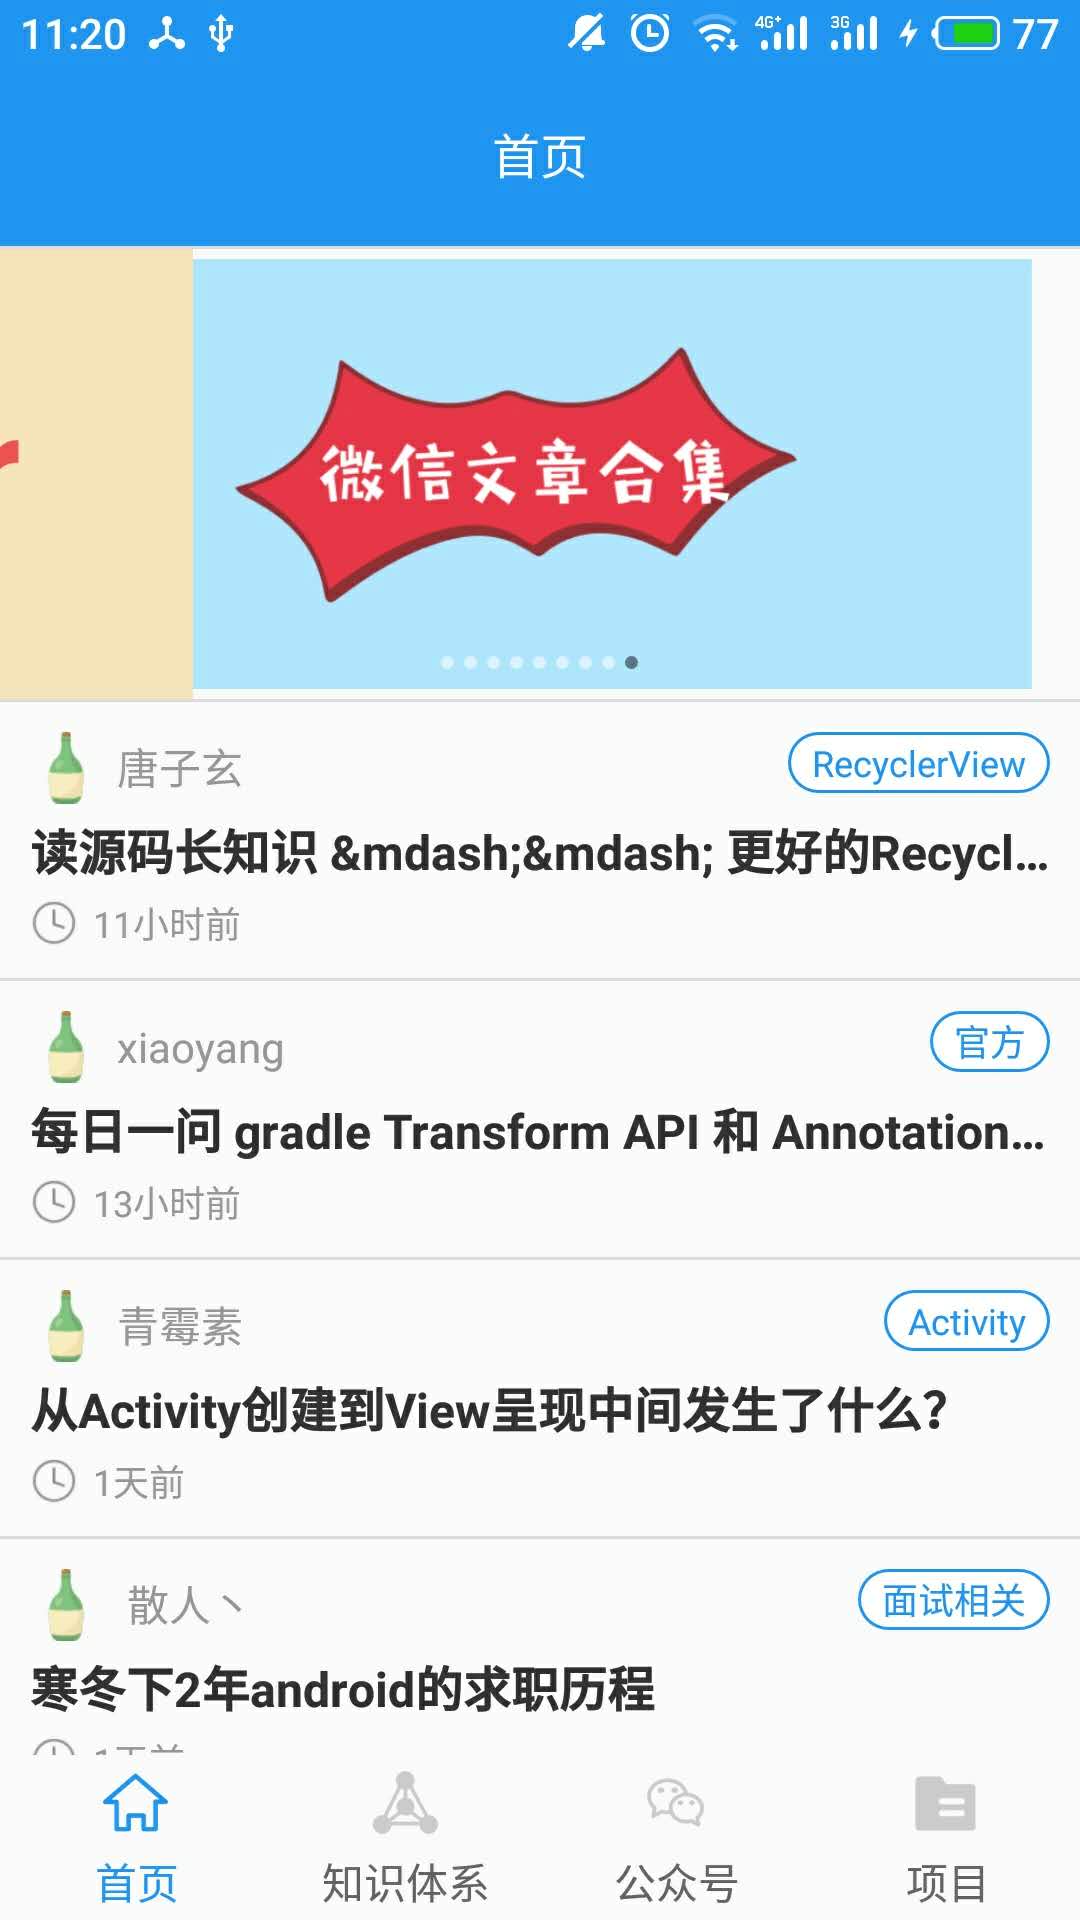 11:20
4G+
3G
77
首页
微信文章合集
唐子玄
RecyclerView
读源码长知识 &mdash;&mdash; 更好的Recycl...
11小时前
xiaoyang
官方
每日一问 gradle Transform API 和 Annotation...
13小时前
青霉素
Activity
从Activity创建到View呈现中间发生了什么？
1天前
散人丶
面试相关
寒冬下2年android的求职历程
1天前
首页
知识体系
公众号
项目